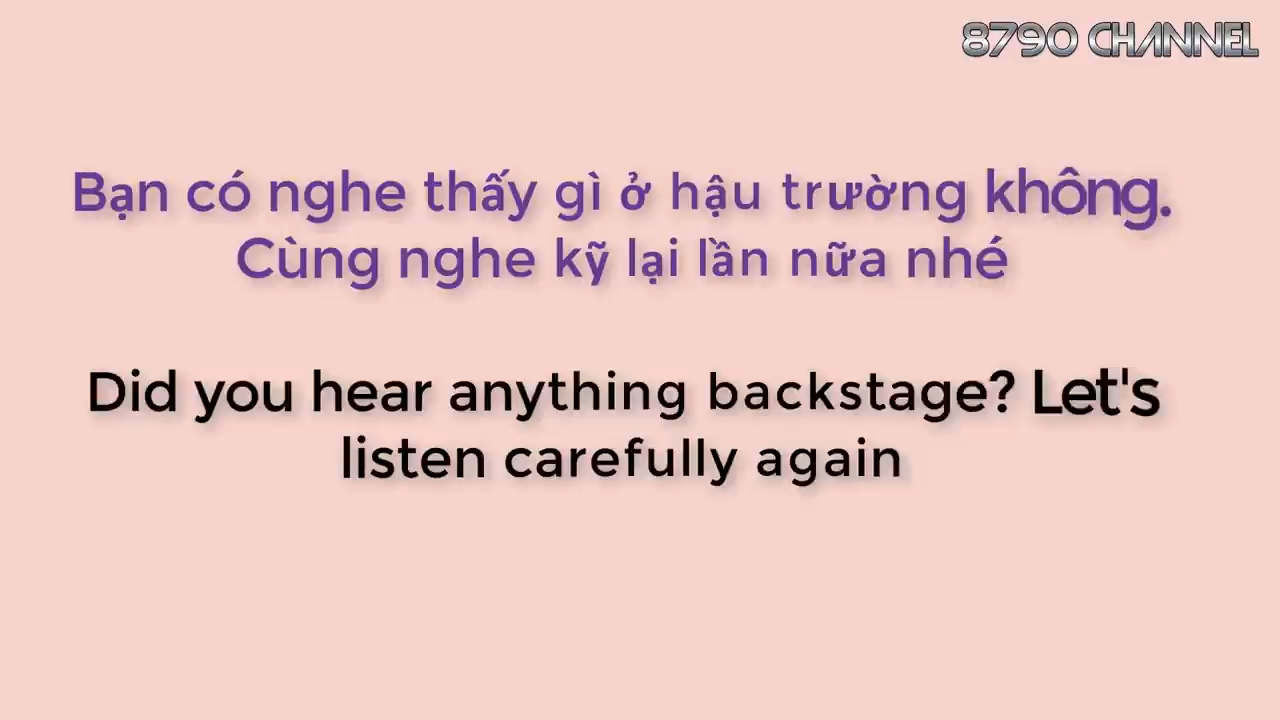 8790 CHANNEL
Bạn có nghe thấy gì ở hậu trường không.
Cùng nghe kỹ lại lần nữa nhé
Did you hear anything backstage? Let's
listen carefully again